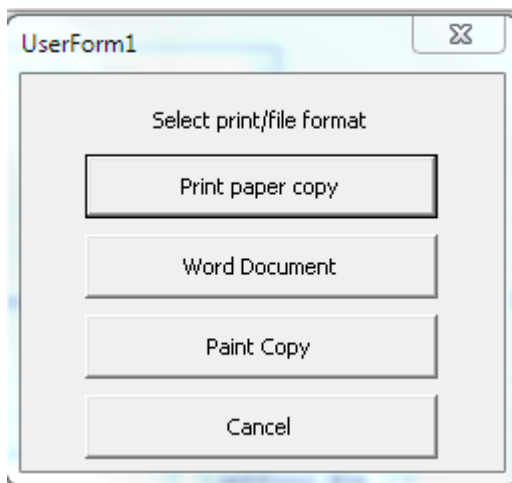 UserForm1
Select print/file format
Print paper copy
Word Document
Paint Copy
Cancel